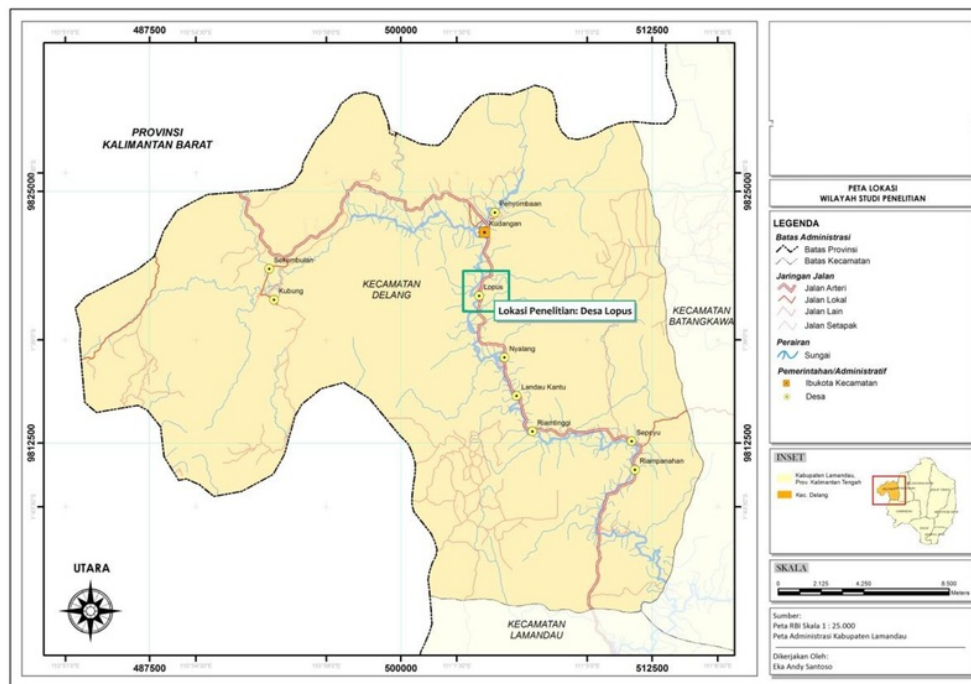 487500 500000 512500
PROVINSI
KALIMANTAN BARAT
9825000
9825000
Penyombaan
Kudangan
Setembulan
Kubung
KECAMATAN
DELANG
Lopus
Lokasi Penelitian: Desa Lopus
KECAMATAN
BATANGKAWA
Nyalang
Landau Kantu
Riamtinggi
Sepoyu
Riampanahan
9812500
9812500
UTARA
KECAMATAN
LAMANDAU
487500 500000 512500
PETA LOKASI
WILAYAH STUDI PENELITIAN
LEGENDA
Batas Administrasi
Batas Provinsi
Batas Kecamatan
Jaringan Jalan
Jalan Arteri
Jalan Lokal
Jalan Lain
Jalan Setapak
Perairan
Sungai
Pemerintahan/Administratif
Ibukota Kecamatan
Desa
INSET
Kabupaten Lamandau,
Prov. Kalimantan Tengah
Kec. Delang
SKALA
0 2.125 4.250 8.500
Meters
Sumber:
Peta RBI Skala 1 : 25.000
Peta Administrasi Kabupaten Lamandau
Dikerjakan Oleh:
Eka Andy Santoso